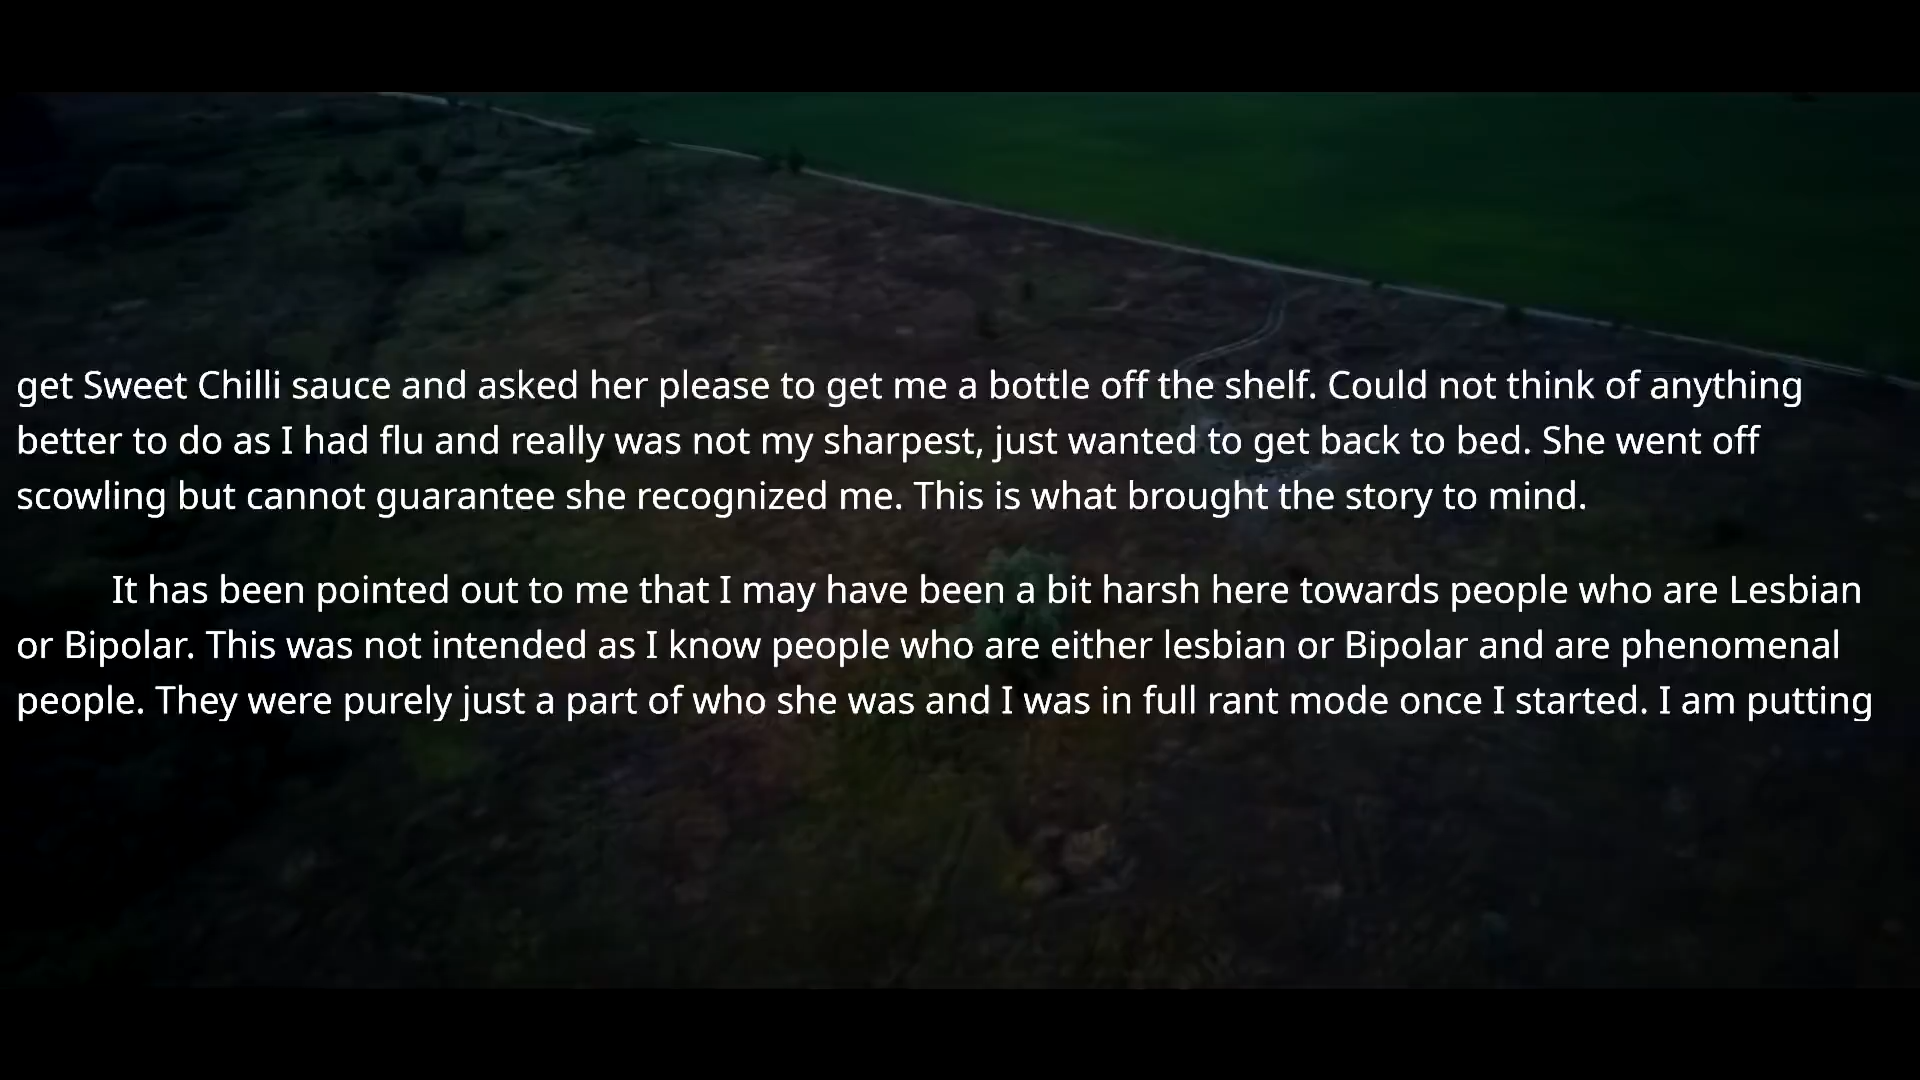 get Sweet Chilli sauce and asked her please to get me a bottle off the shelf. Could not think of anything
better to do as I had flu and really was not my sharpest, just wanted to get back to bed. She went off
scowling but cannot guarantee she recognized me. This is what brought the story to mind.
It has been pointed out to me that I may have been a bit harsh here towards people who are Lesbian
or Bipolar. This was not intended as I know people who are either lesbian or Bipolar and are phenomenal
people. They were purely just a part of who she was and I was in full rant mode once I started. I am putting